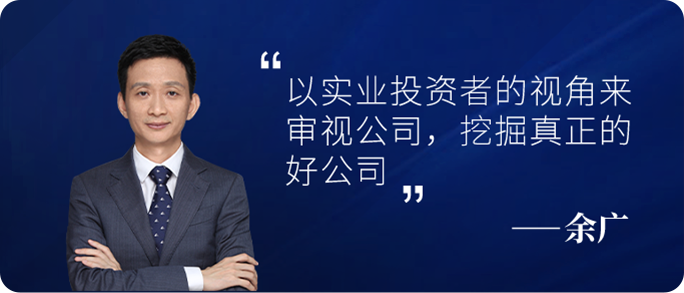 “以实业投资者的视角来
审视公司，挖掘真正的
好公司”
——余广